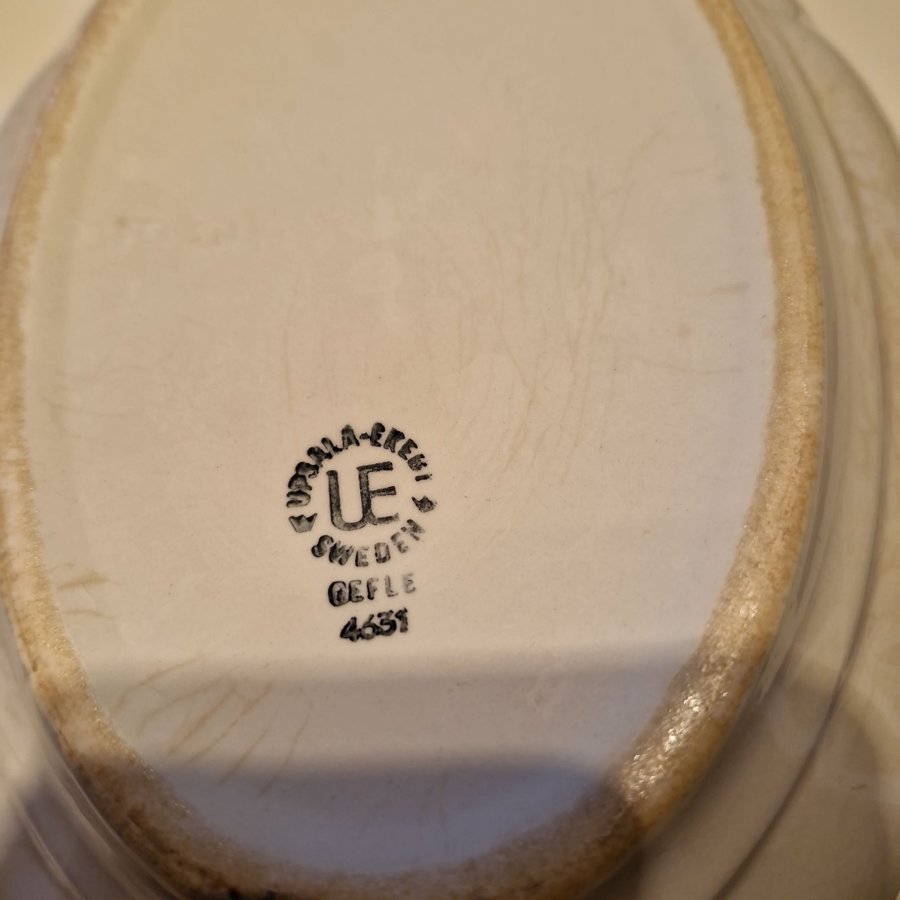 UPSALA-EKEBY
UE
SWEDEN
GEFLE
4631